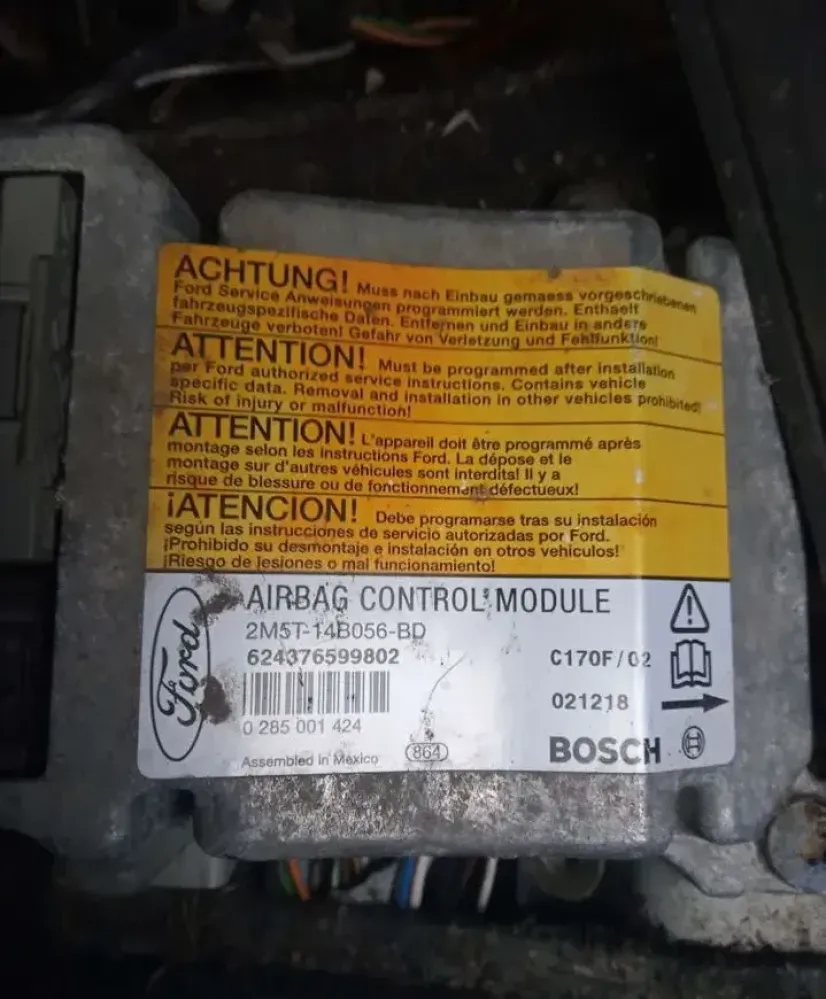 ACHTUNG! Muss nach Einbau gemaess vorgeschriebenen
Ford Service Anweisungen programmiert werden. Enthaelt
fahrzeugspezifische Daten. Entfernen und Einbau in andere
Fahrzeuge verboten! Gefahr von Verletzung und Fehlfunktion!
ATTENTION! Must be programmed after installation
per Ford authorized service instructions. Contains vehicle
specific data. Removal and installation in other vehicles prohibited!
Risk of injury or malfunction!
ATTENTION! L'appareil doit être programmé après
montage selon les instructions Ford. La dépose et le
montage sur d'autres véhicules sont interdits! Il y a
risque de blessure ou de fonctionnement défectueux!
¡ATENCION! Debe programarse tras su instalación
según las instrucciones de servicio autorizadas por Ford.
¡Prohibido su desmontaje e instalación en otros vehiculos!
¡Riesgo de lesiones o mal funcionamiento!
Ford
AIRBAG CONTROL MODULE
2M5T-14B056-BD
624376599802
C170F/02
021218
0 285 001 424
Assembled in Mexico
864
BOSCH